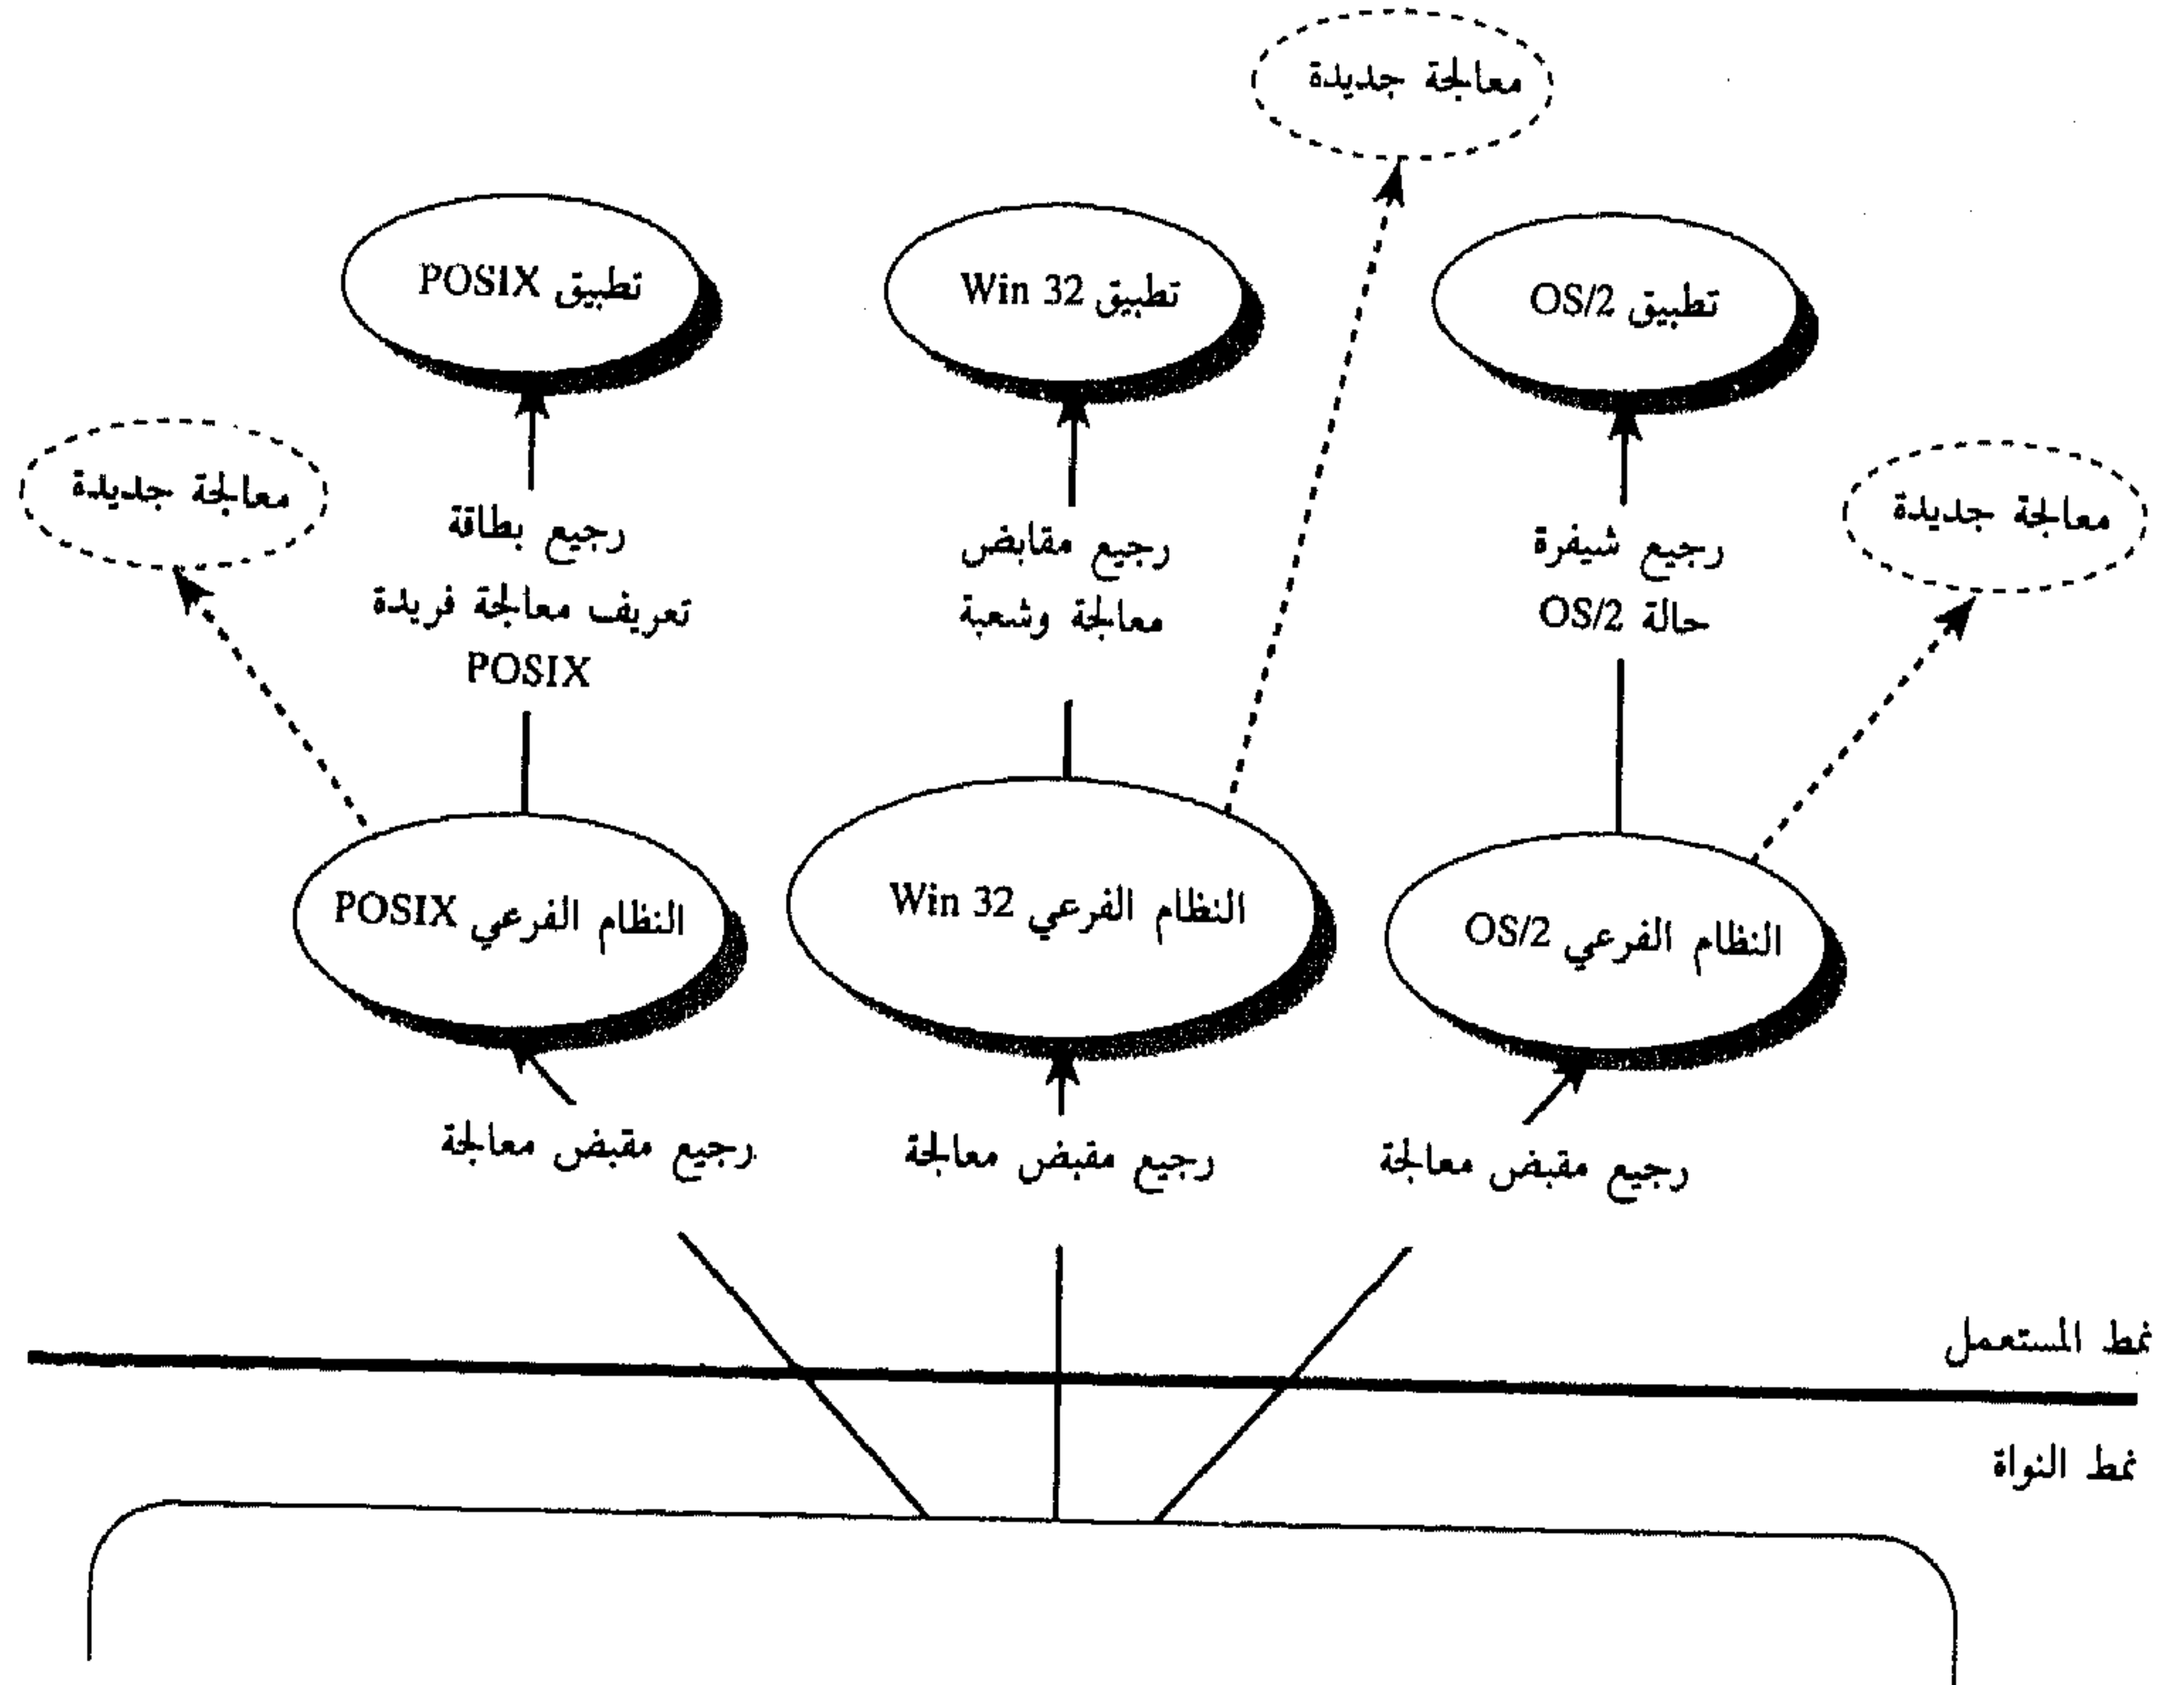 معالجة جديدة
تطبيق OS/2
تطبيق Win 32
تطبيق POSIX
معالجة جديدة
رجيع شيفرة
حالة OS/2
رجيع مقابض
معالجة وشعبة
رجيع بطاقة
تعريف معالجة فريدة
POSIX
معالجة جديدة
النظام الفرعي OS/2
النظام الفرعي Win 32
النظام الفرعي POSIX
رجيع مقبض معالجة
رجيع مقبض معالجة
رجيع مقبض معالجة
نمط المستعمل
نمط النواة